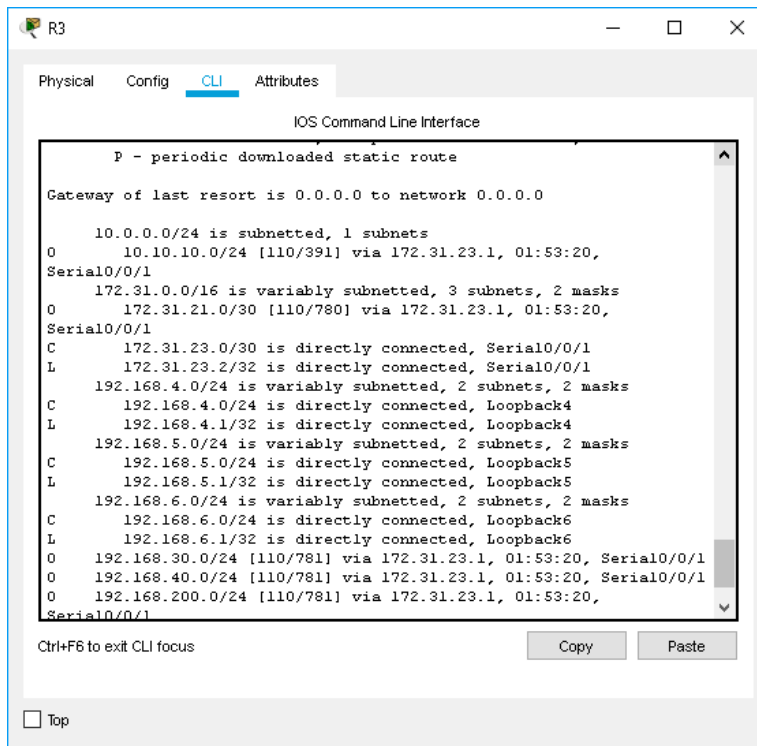 R3
Physical Config CLI Attributes
IOS Command Line Interface
P - periodic downloaded static route
Gateway of last resort is 0.0.0.0 to network 0.0.0.0
10.0.0.0/24 is subnetted, 1 subnets
O 10.10.10.0/24 [110/391] via 172.31.23.1, 01:53:20,
Serial0/0/1
172.31.0.0/16 is variably subnetted, 3 subnets, 2 masks
O 172.31.21.0/30 [110/780] via 172.31.23.1, 01:53:20,
Serial0/0/1
C 172.31.23.0/30 is directly connected, Serial0/0/1
L 172.31.23.2/32 is directly connected, Serial0/0/1
192.168.4.0/24 is variably subnetted, 2 subnets, 2 masks
C 192.168.4.0/24 is directly connected, Loopback4
L 192.168.4.1/32 is directly connected, Loopback4
192.168.5.0/24 is variably subnetted, 2 subnets, 2 masks
C 192.168.5.0/24 is directly connected, Loopback5
L 192.168.5.1/32 is directly connected, Loopback5
192.168.6.0/24 is variably subnetted, 2 subnets, 2 masks
C 192.168.6.0/24 is directly connected, Loopback6
L 192.168.6.1/32 is directly connected, Loopback6
O 192.168.30.0/24 [110/781] via 172.31.23.1, 01:53:20, Serial0/0/1
O 192.168.40.0/24 [110/781] via 172.31.23.1, 01:53:20, Serial0/0/1
O 192.168.200.0/24 [110/781] via 172.31.23.1, 01:53:20,
Serial0/0/1
Ctrl+F6 to exit CLI focus
Copy Paste
Top